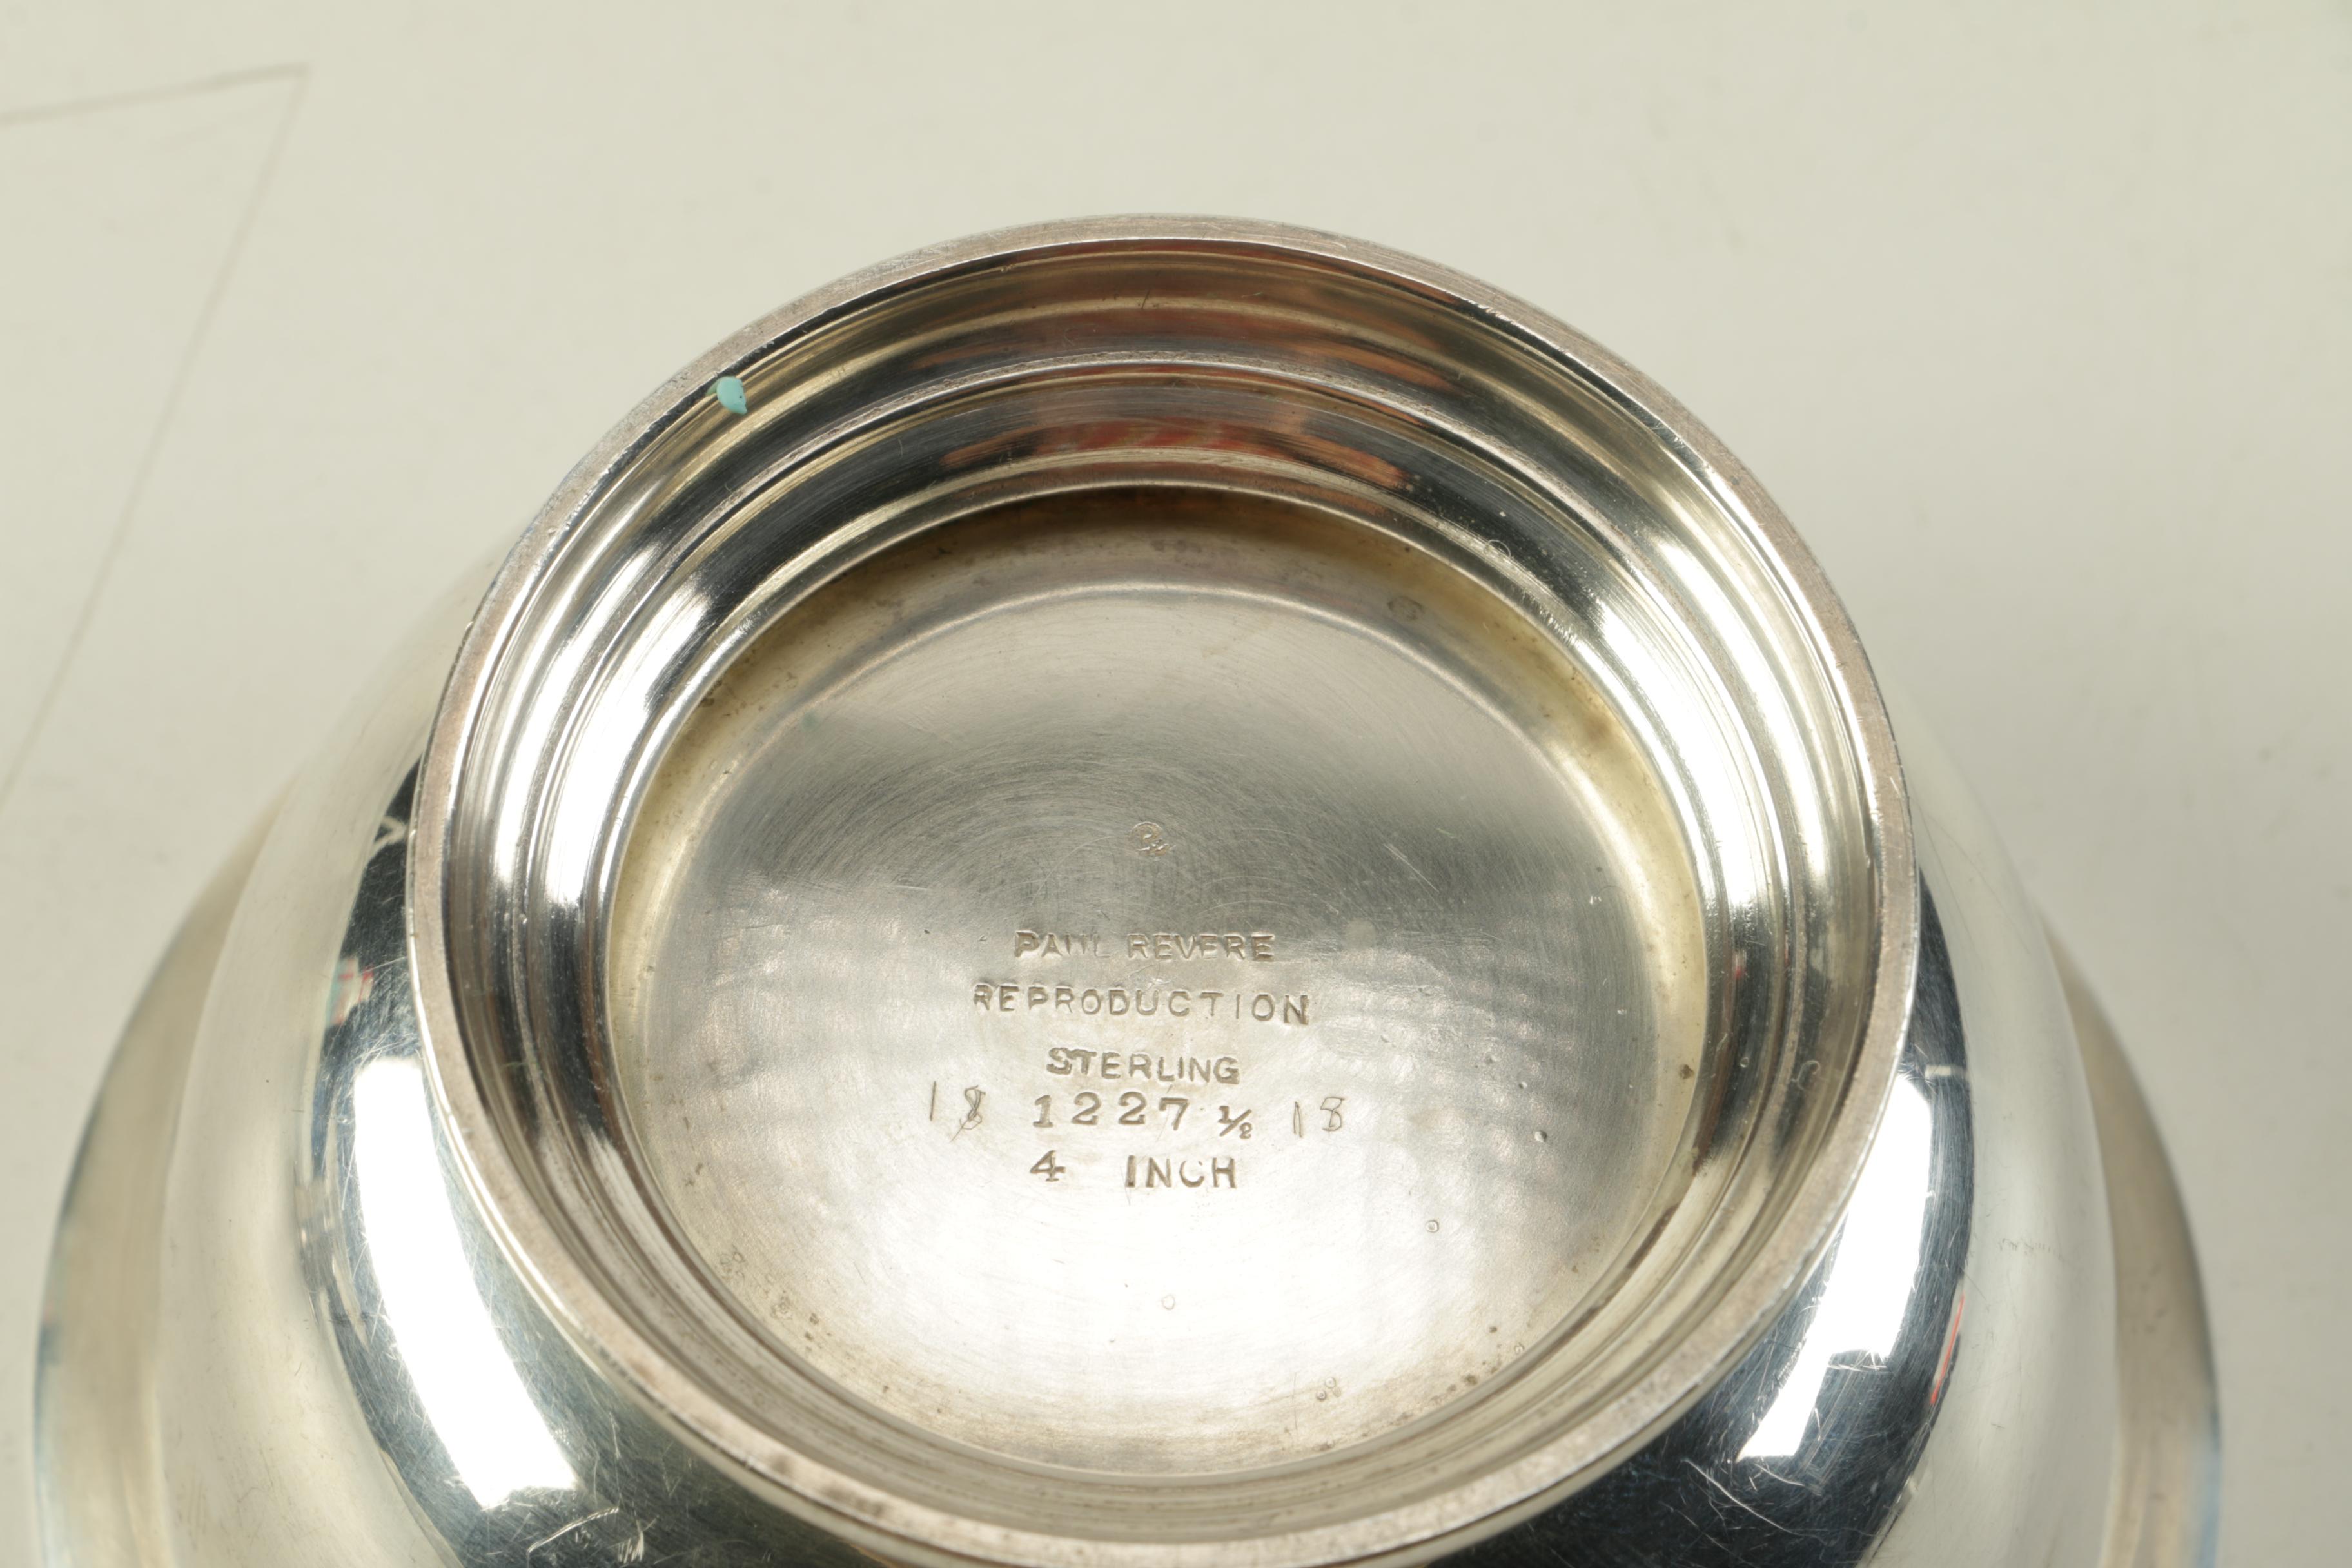 PAUL REVERE
REPRODUCTION
STERLING
18 1227 ½ 18
4 INCH